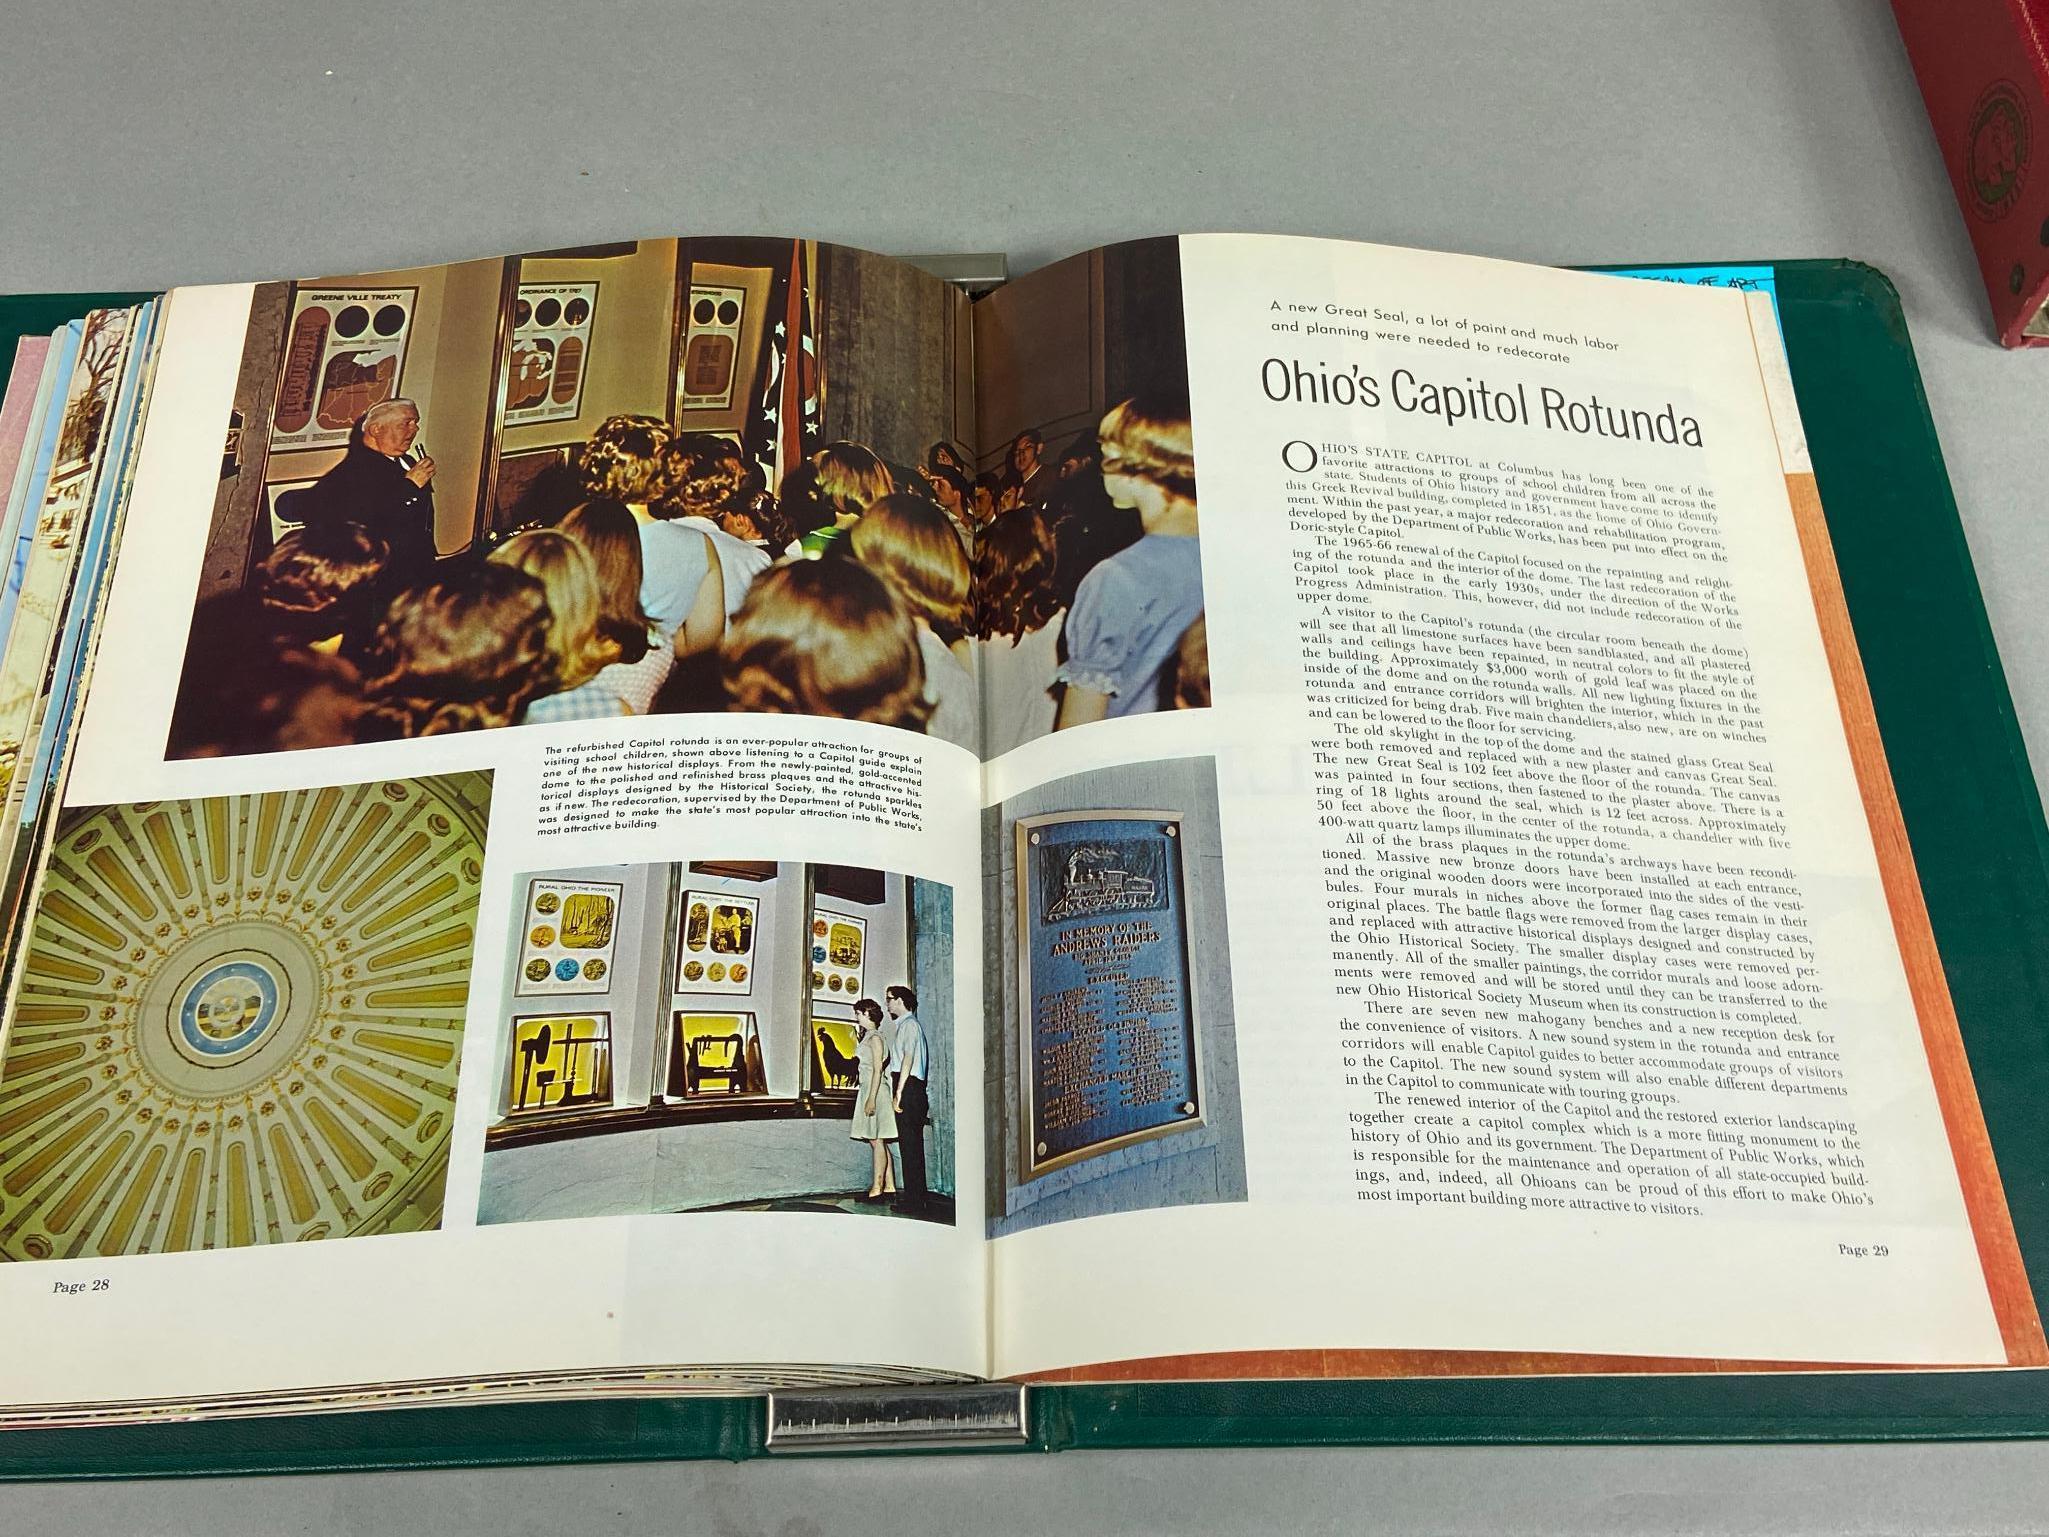 GREENE VILLE TREATY
ORDINANCE OF 1787
The refurbished Capitol rotunda is an ever-popular attraction for groups of
visiting school children, shown above listening to a Capitol guide explain
one of the new historical displays. From the newly-painted, gold-accented
dome to the polished and refinished brass plaques and the attractive his-
torical displays designed by the Historical Society, the rotunda sparkles
as if new. The redecoration, supervised by the Department of Public Works,
was designed to make the state's most popular attraction into the state's
most attractive building.
RURAL OHIO THE PIONEER
RURAL OHIO THE SETTLER
RURAL OHIO THE FARMER
IN MEMORY OF THE
ANDREWS RAIDERS
EXECUTED
Page 28
A new Great Seal, a lot of paint and much labor
and planning were needed to redecorate
Ohio's Capitol Rotunda
OHIO'S STATE CAPITOL at Columbus has long been one of the
favorite attractions to groups of school children from all across the
state. Students of Ohio history and government have come to identify
this Greek Revival building, completed in 1851, as the home of Ohio Govern-
ment. Within the past year, a major redecoration and rehabilitation program,
developed by the Department of Public Works, has been put into effect on the
Doric-style Capitol.
The 1965-66 renewal of the Capitol focused on the repainting and relight-
ing of the rotunda and the interior of the dome. The last redecoration of the
Capitol took place in the early 1930s, under the direction of the Works
Progress Administration. This, however, did not include redecoration of the
upper dome.
A visitor to the Capitol's rotunda (the circular room beneath the dome)
will see that all limestone surfaces have been sandblasted, and all plastered
walls and ceilings have been repainted, in neutral colors to fit the style of
the building. Approximately $3,000 worth of gold leaf was placed on the
inside of the dome and on the rotunda walls. All new lighting fixtures in the
rotunda and entrance corridors will brighten the interior, which in the past
was criticized for being drab. Five main chandeliers, also new, are on winches
and can be lowered to the floor for servicing.
The old skylight in the top of the dome and the stained glass Great Seal
were both removed and replaced with a new plaster and canvas Great Seal.
The new Great Seal is 102 feet above the floor of the rotunda. The canvas
was painted in four sections, then fastened to the plaster above. There is a
ring of 18 lights around the seal, which is 12 feet across. Approximately
50 feet above the floor, in the center of the rotunda, a chandelier with five
400-watt quartz lamps illuminates the upper dome.
All of the brass plaques in the rotunda's archways have been recondi-
tioned. Massive new bronze doors have been installed at each entrance,
and the original wooden doors were incorporated into the sides of the vesti-
bules. Four murals in niches above the former flag cases remain in their
original places. The battle flags were removed from the larger display cases,
and replaced with attractive historical displays designed and constructed by
the Ohio Historical Society. The smaller display cases were removed per-
manently. All of the smaller paintings, the corridor murals and loose adorn-
ments were removed and will be stored until they can be transferred to the
new Ohio Historical Society Museum when its construction is completed.
There are seven new mahogany benches and a new reception desk for
the convenience of visitors. A new sound system in the rotunda and entrance
corridors will enable Capitol guides to better accommodate groups of visitors
to the Capitol. The new sound system will also enable different departments
in the Capitol to communicate with touring groups.
The renewed interior of the Capitol and the restored exterior landscaping
together create a capitol complex which is a more fitting monument to the
history of Ohio and its government. The Department of Public Works, which
is responsible for the maintenance and operation of all state-occupied build-
ings, and, indeed, all Ohioans can be proud of this effort to make Ohio's
most important building more attractive to visitors.
Page 29
OF ART